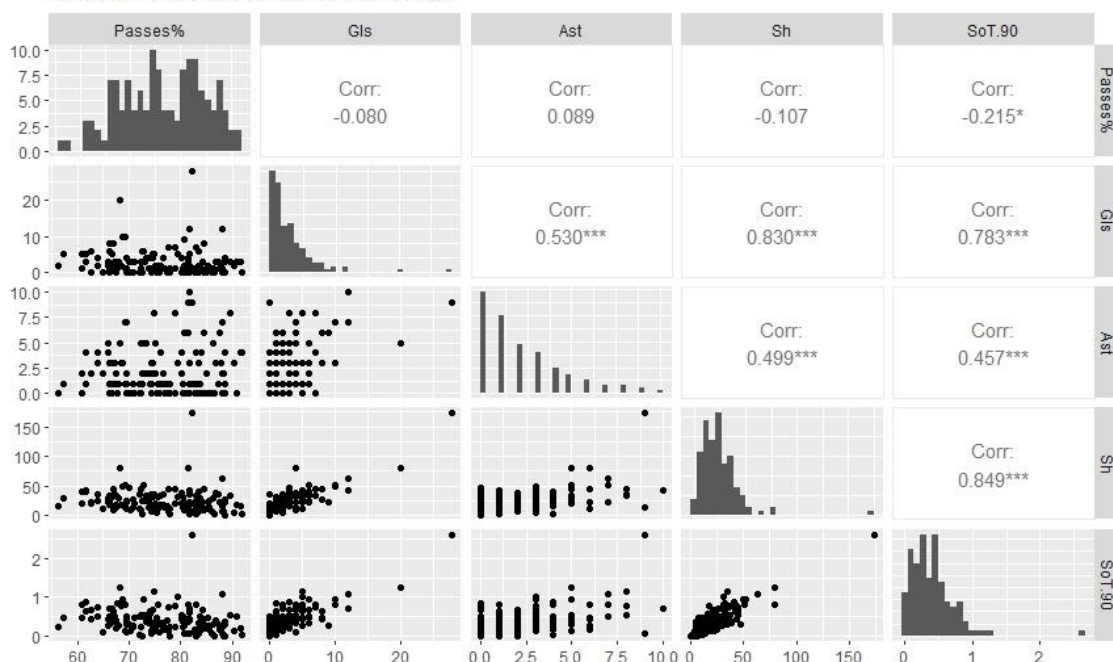 Passes% Gls Ast Sh SoT.90
10.0
7.5
5.0
2.5
0.0
Corr:
-0.080
Corr:
0.089
Corr:
-0.107
Corr:
-0.215*
Passes%
20
10
0
Corr:
0.530***
Corr:
0.830***
Corr:
0.783***
Gls
10.0
7.5
5.0
2.5
0.0
Corr:
0.499***
Corr:
0.457***
Ast
150
100
50
0
Corr:
0.849***
Sh
2
1
0
SoT.90
60 70 80 90 0 10 20 0.0 2.5 5.0 7.5 10.0 0 50 100 150 0 1 2